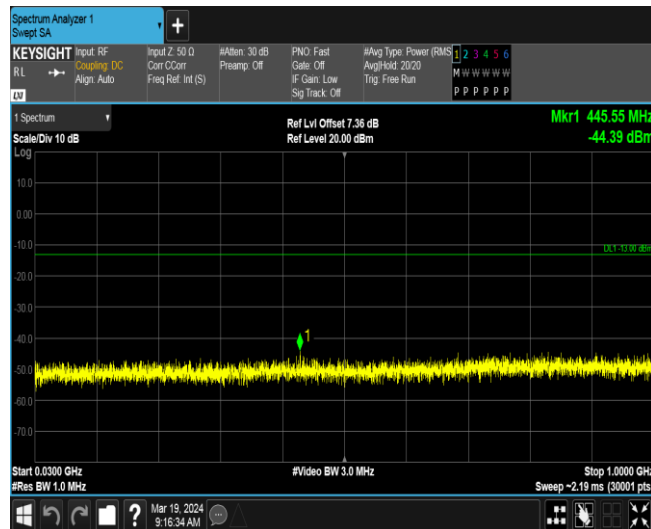 Spectrum Analyzer 1
Swept SA
+
KEYSIGHT
RL
LXI
Input: RF
Coupling: DC
Align: Auto
Input Z: 50 Ω
Corr CCorr
Freq Ref: Int (S)
#Atten: 30 dB
Preamp: Off
PNO: Fast
Gate: Off
IF Gain: Low
Sig Track: Off
#Avg Type: Power (RMS
Avg|Hold: 20/20
Trig: Free Run
1 2 3 4 5 6
M W W W W W
P P P P P P
1 Spectrum
Scale/Div 10 dB
Log
Ref Lvl Offset 7.36 dB
Ref Level 20.00 dBm
Mkr1 445.55 MHz
-44.39 dBm
10.0
0.00
-10.0
DL1 -13.00 dBm
-20.0
-30.0
-40.0
1
-50.0
-60.0
-70.0
Start 0.0300 GHz
#Res BW 1.0 MHz
#Video BW 3.0 MHz
Stop 1.0000 GHz
Sweep ~2.19 ms (30001 pts
?
Mar 19, 2024
9:16:34 AM